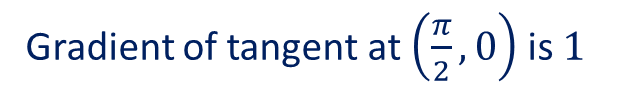 Gradient of tangent at (π/2, 0) is 1